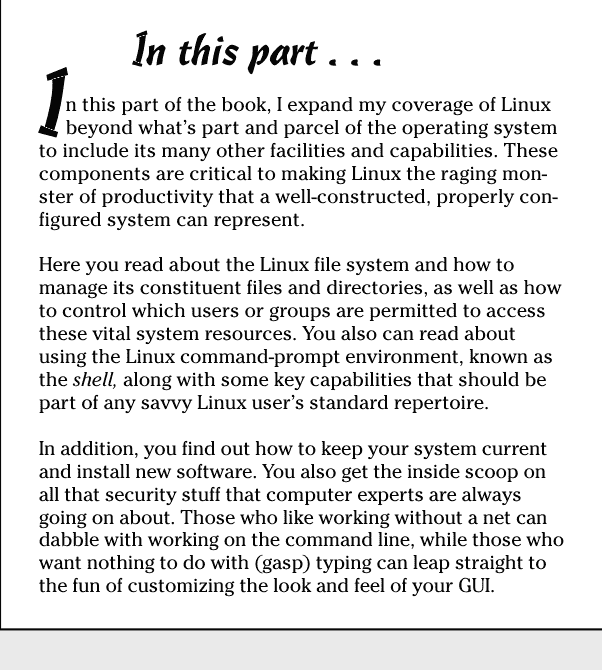 In this part . . .
In this part of the book, I expand my coverage of Linux
beyond what's part and parcel of the operating system
to include its many other facilities and capabilities. These
components are critical to making Linux the raging mon-
ster of productivity that a well-constructed, properly con-
figured system can represent.
Here you read about the Linux file system and how to
manage its constituent files and directories, as well as how
to control which users or groups are permitted to access
these vital system resources. You also can read about
using the Linux command-prompt environment, known as
the shell, along with some key capabilities that should be
part of any savvy Linux user's standard repertoire.
In addition, you find out how to keep your system current
and install new software. You also get the inside scoop on
all that security stuff that computer experts are always
going on about. Those who like working without a net can
dabble with working on the command line, while those who
want nothing to do with (gasp) typing can leap straight to
the fun of customizing the look and feel of your GUI.